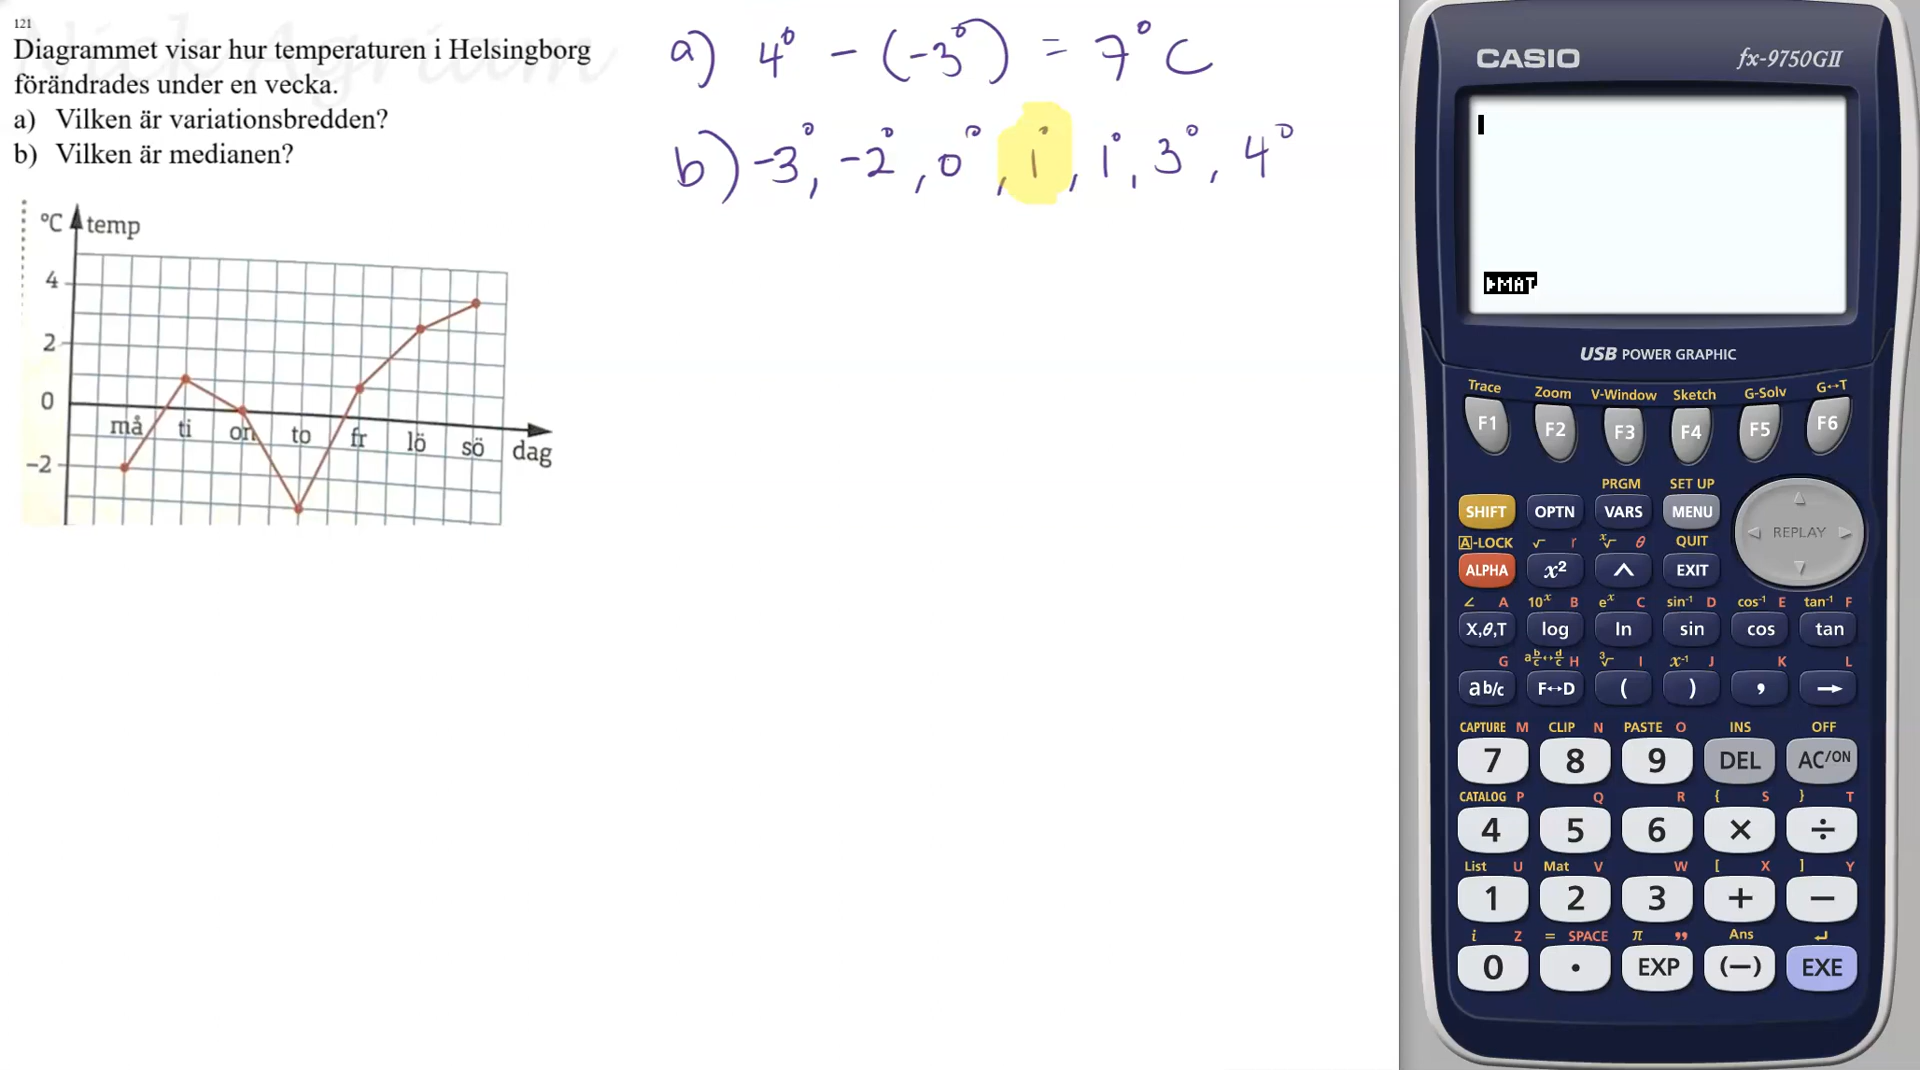 121
Diagrammet visar hur temperaturen i Helsingborg
förändrades under en vecka.
a) Vilken är variationsbredden?
b) Vilken är medianen?
°C temp
4
2
0
-2
må ti on to fr lö sö dag
a) 4° - (-3°) = 7°C
b) -3°, -2°, 0°, 1°, 1°, 3°, 4°
CASIO fx-9750GII
▶MAT
USB POWER GRAPHIC
Trace Zoom V-Window Sketch G-Solv G↔T
F1 F2 F3 F4 F5 F6
PRGM SET UP
SHIFT OPTN VARS MENU REPLAY
A-LOCK √ r ˣ√ θ QUIT
ALPHA x² ^ EXIT
∠ A 10ˣ B eˣ C sin⁻¹ D cos⁻¹ E tan⁻¹ F
X,θ,T log ln sin cos tan
G a b/c↔d/c H ³√ I x⁻¹ J K L
a b/c F↔D ( ) , →
CAPTURE M CLIP N PASTE O INS OFF
7 8 9 DEL AC/ON
CATALOG P Q R { S } T
4 5 6 × ÷
List U Mat V W [ X ] Y
1 2 3 + −
i Z = SPACE π " Ans ↵
0 • EXP (−) EXE